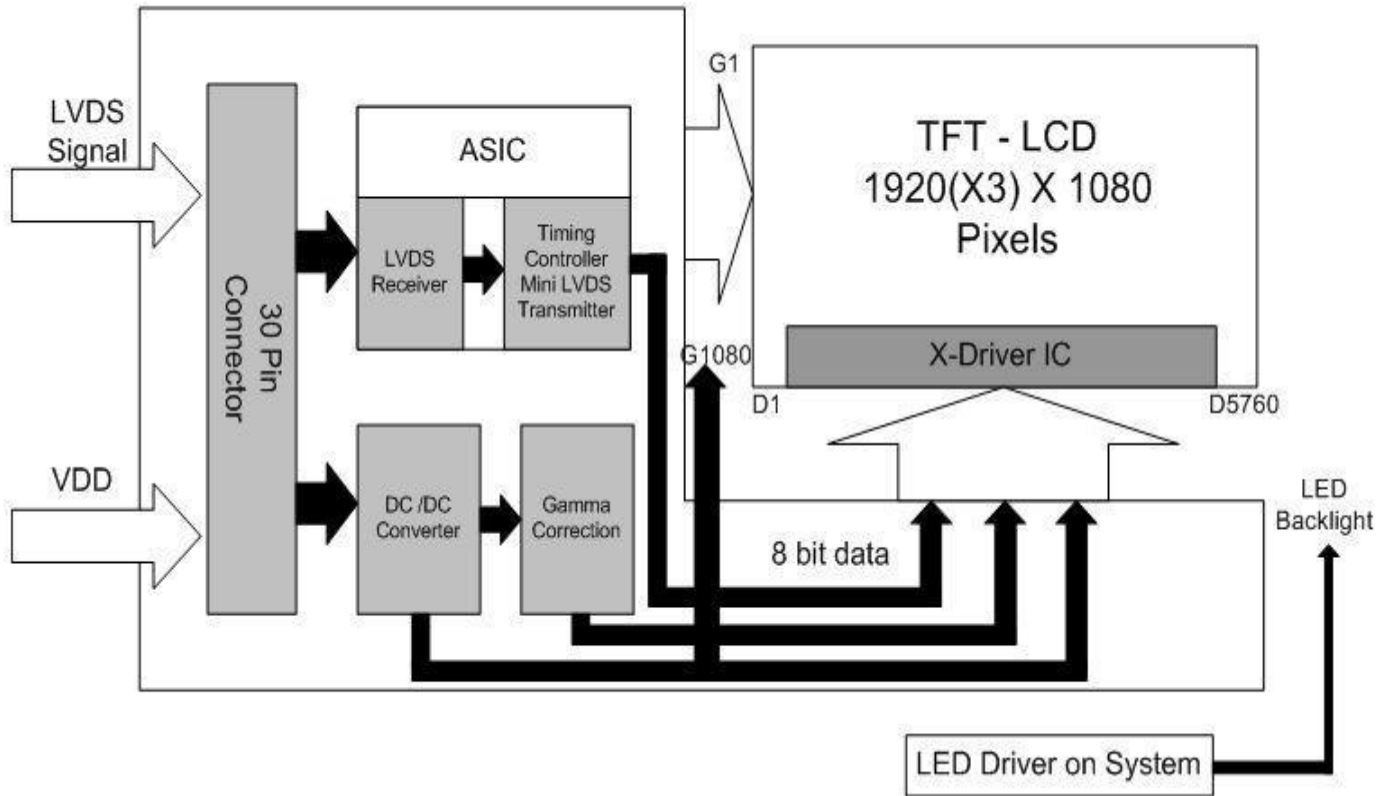 LVDS
Signal
VDD
30 Pin
Connector
ASIC
LVDS
Receiver
Timing
Controller
Mini LVDS
Transmitter
DC /DC
Converter
Gamma
Correction
G1
G1080
TFT - LCD
1920(X3) X 1080
Pixels
X-Driver IC
D1
D5760
8 bit data
LED
Backlight
LED Driver on System